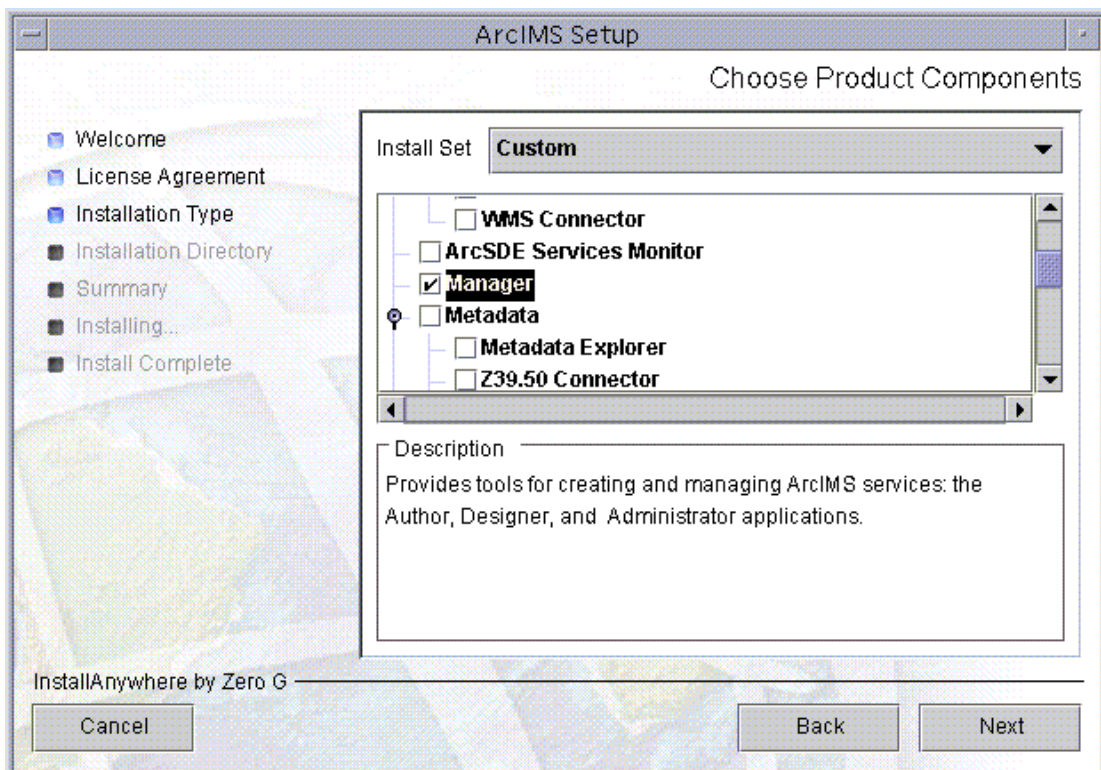 ArcIMS Setup
Choose Product Components
Welcome
License Agreement
Installation Type
Installation Directory
Summary
Installing...
Install Complete
Install Set Custom
WMS Connector
ArcSDE Services Monitor
Manager
Metadata
Metadata Explorer
Z39.50 Connector
Description
Provides tools for creating and managing ArcIMS services: the
Author, Designer, and Administrator applications.
InstallAnywhere by Zero G
Cancel Back Next